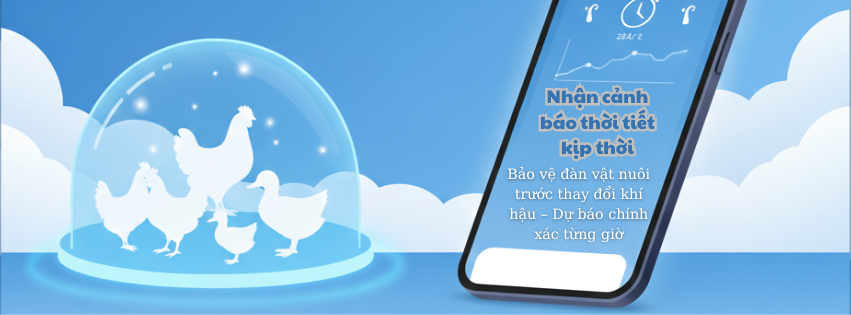 Nhận cảnh
báo thời tiết
kịp thời
Bảo vệ đàn vật nuôi
trước thay đổi khí
hậu – Dự báo chính
xác từng giờ